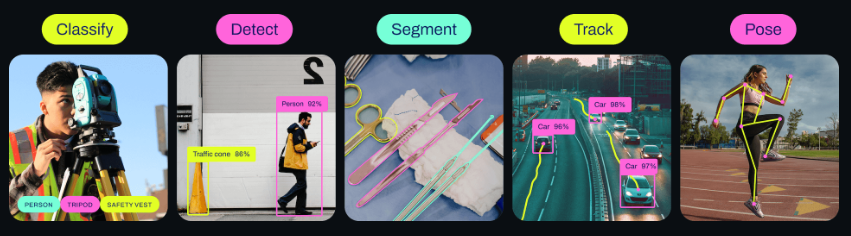 Classify
Detect
Segment
Track
Pose
PERSON
TRIPOD
SAFETY VEST
2
Person 92%
Traffic cone 86%
Car 98%
Car 96%
Car 97%